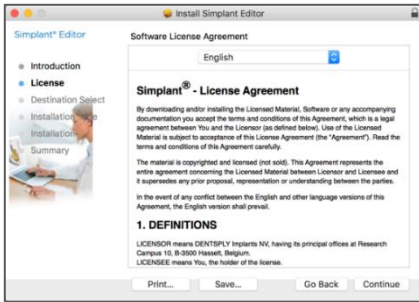 Install Simplant Editor
Simplant® Editor
Software License Agreement
English
Introduction
License
Destination Select
Installation
Installation
Summary
Simplant® - License Agreement
By downloading and/or installing the Licensed Material, Software or any accompanying
documentation you accept the terms and conditions of this Agreement, which is a legal
agreement between You and the Licensor (as defined below). Use of the Licensed
Material is subject to acceptance of this License Agreement (the "Agreement"). Read the
terms and conditions of this Agreement carefully.
The material is copyrighted and licensed (not sold). This Agreement represents the
entire agreement concerning the Licensed Material between Licensor and Licensee and
it supersedes any prior proposal, representation or understanding between the parties.
In the event of any conflict between the English and other language versions of this
Agreement, the English version shall prevail.
1. DEFINITIONS
LICENSOR means DENTSPLY Implants NV, having its principal offices at Research
Campus 10, B-3500 Hasselt, Belgium.
LICENSEE means You, the holder of the license.
Print...
Save...
Go Back
Continue